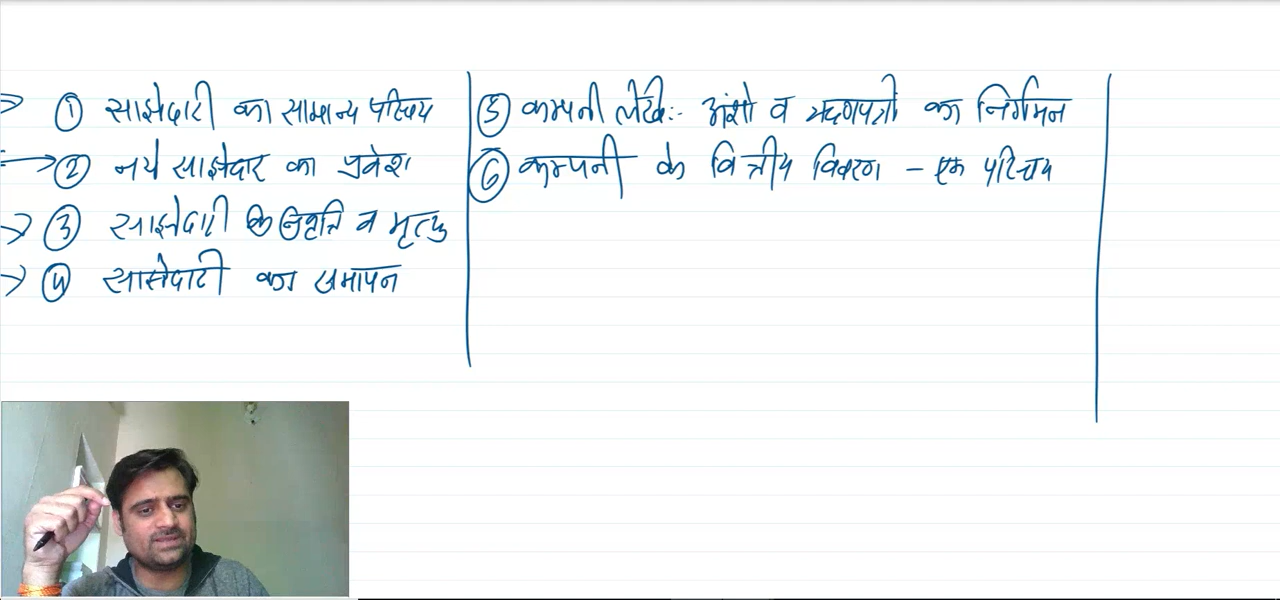 ① साझेदारी का सामान्य परिचय
② नये साझेदार का प्रवेश
③ साझेदारी की निवृत्ति व मृत्यु
④ साझेदारी का समापन
⑤ कम्पनी लेखे:- अंशो व ऋणपत्रो का निर्गमन
⑥ कम्पनी के वित्तीय विवरण - एक परिचय